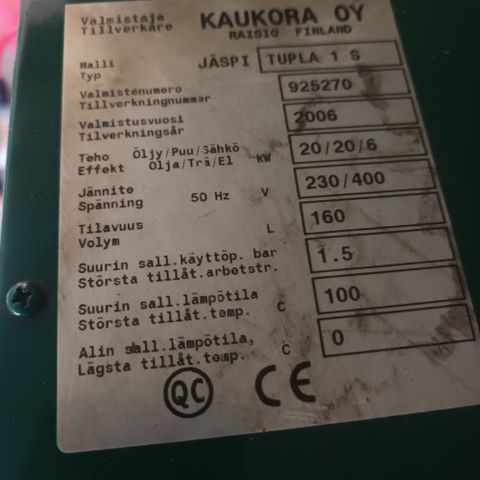 Valmistaja KAUKORA OY
Tillverkare RAISIO FINLAND
Malli JÄSPI TUPLA 1 S
Typ
Valmistenumero 925270
Tillverkningnummer
Valmistusvuosi 2006
Tilverkningsår
Teho Öljy/Puu/Sähkö kW 20/20/6
Effekt Olja/Trä/El
Jännite 50 Hz V 230/400
Spänning
Tilavuus L 160
Volym
Suurin sall.käyttöp. bar 1.5
Största tillåt.arbetstr.
Suurin sall.lämpötila C 100
Största tillåt.temp.
Alin sall.lämpötila, C 0
Lägsta tillåt.temp.
QC CE